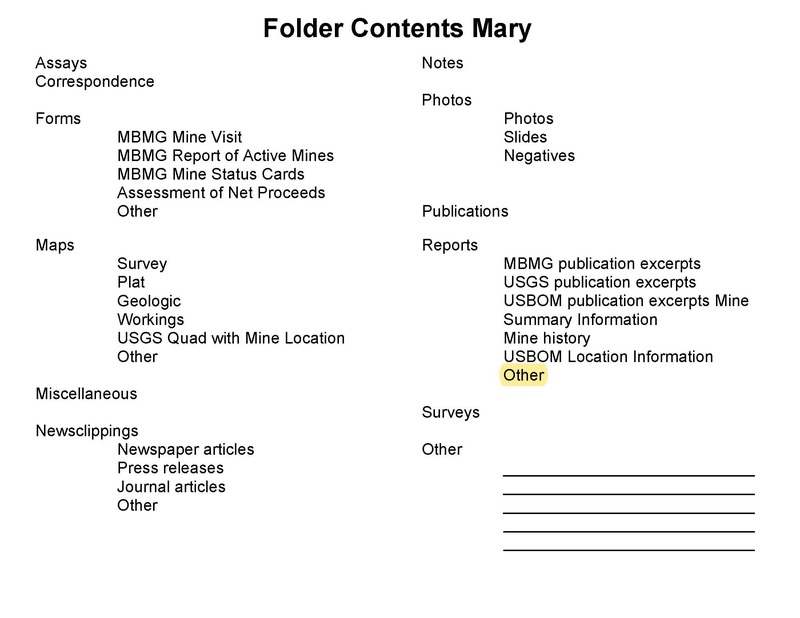 Folder Contents Mary
Assays
Correspondence
Forms
MBMG Mine Visit
MBMG Report of Active Mines
MBMG Mine Status Cards
Assessment of Net Proceeds
Other
Maps
Survey
Plat
Geologic
Workings
USGS Quad with Mine Location
Other
Miscellaneous
Newsclippings
Newspaper articles
Press releases
Journal articles
Other
Notes
Photos
Photos
Slides
Negatives
Publications
Reports
MBMG publication excerpts
USGS publication excerpts
USBOM publication excerpts Mine
Summary Information
Mine history
USBOM Location Information
Other
Surveys
Other